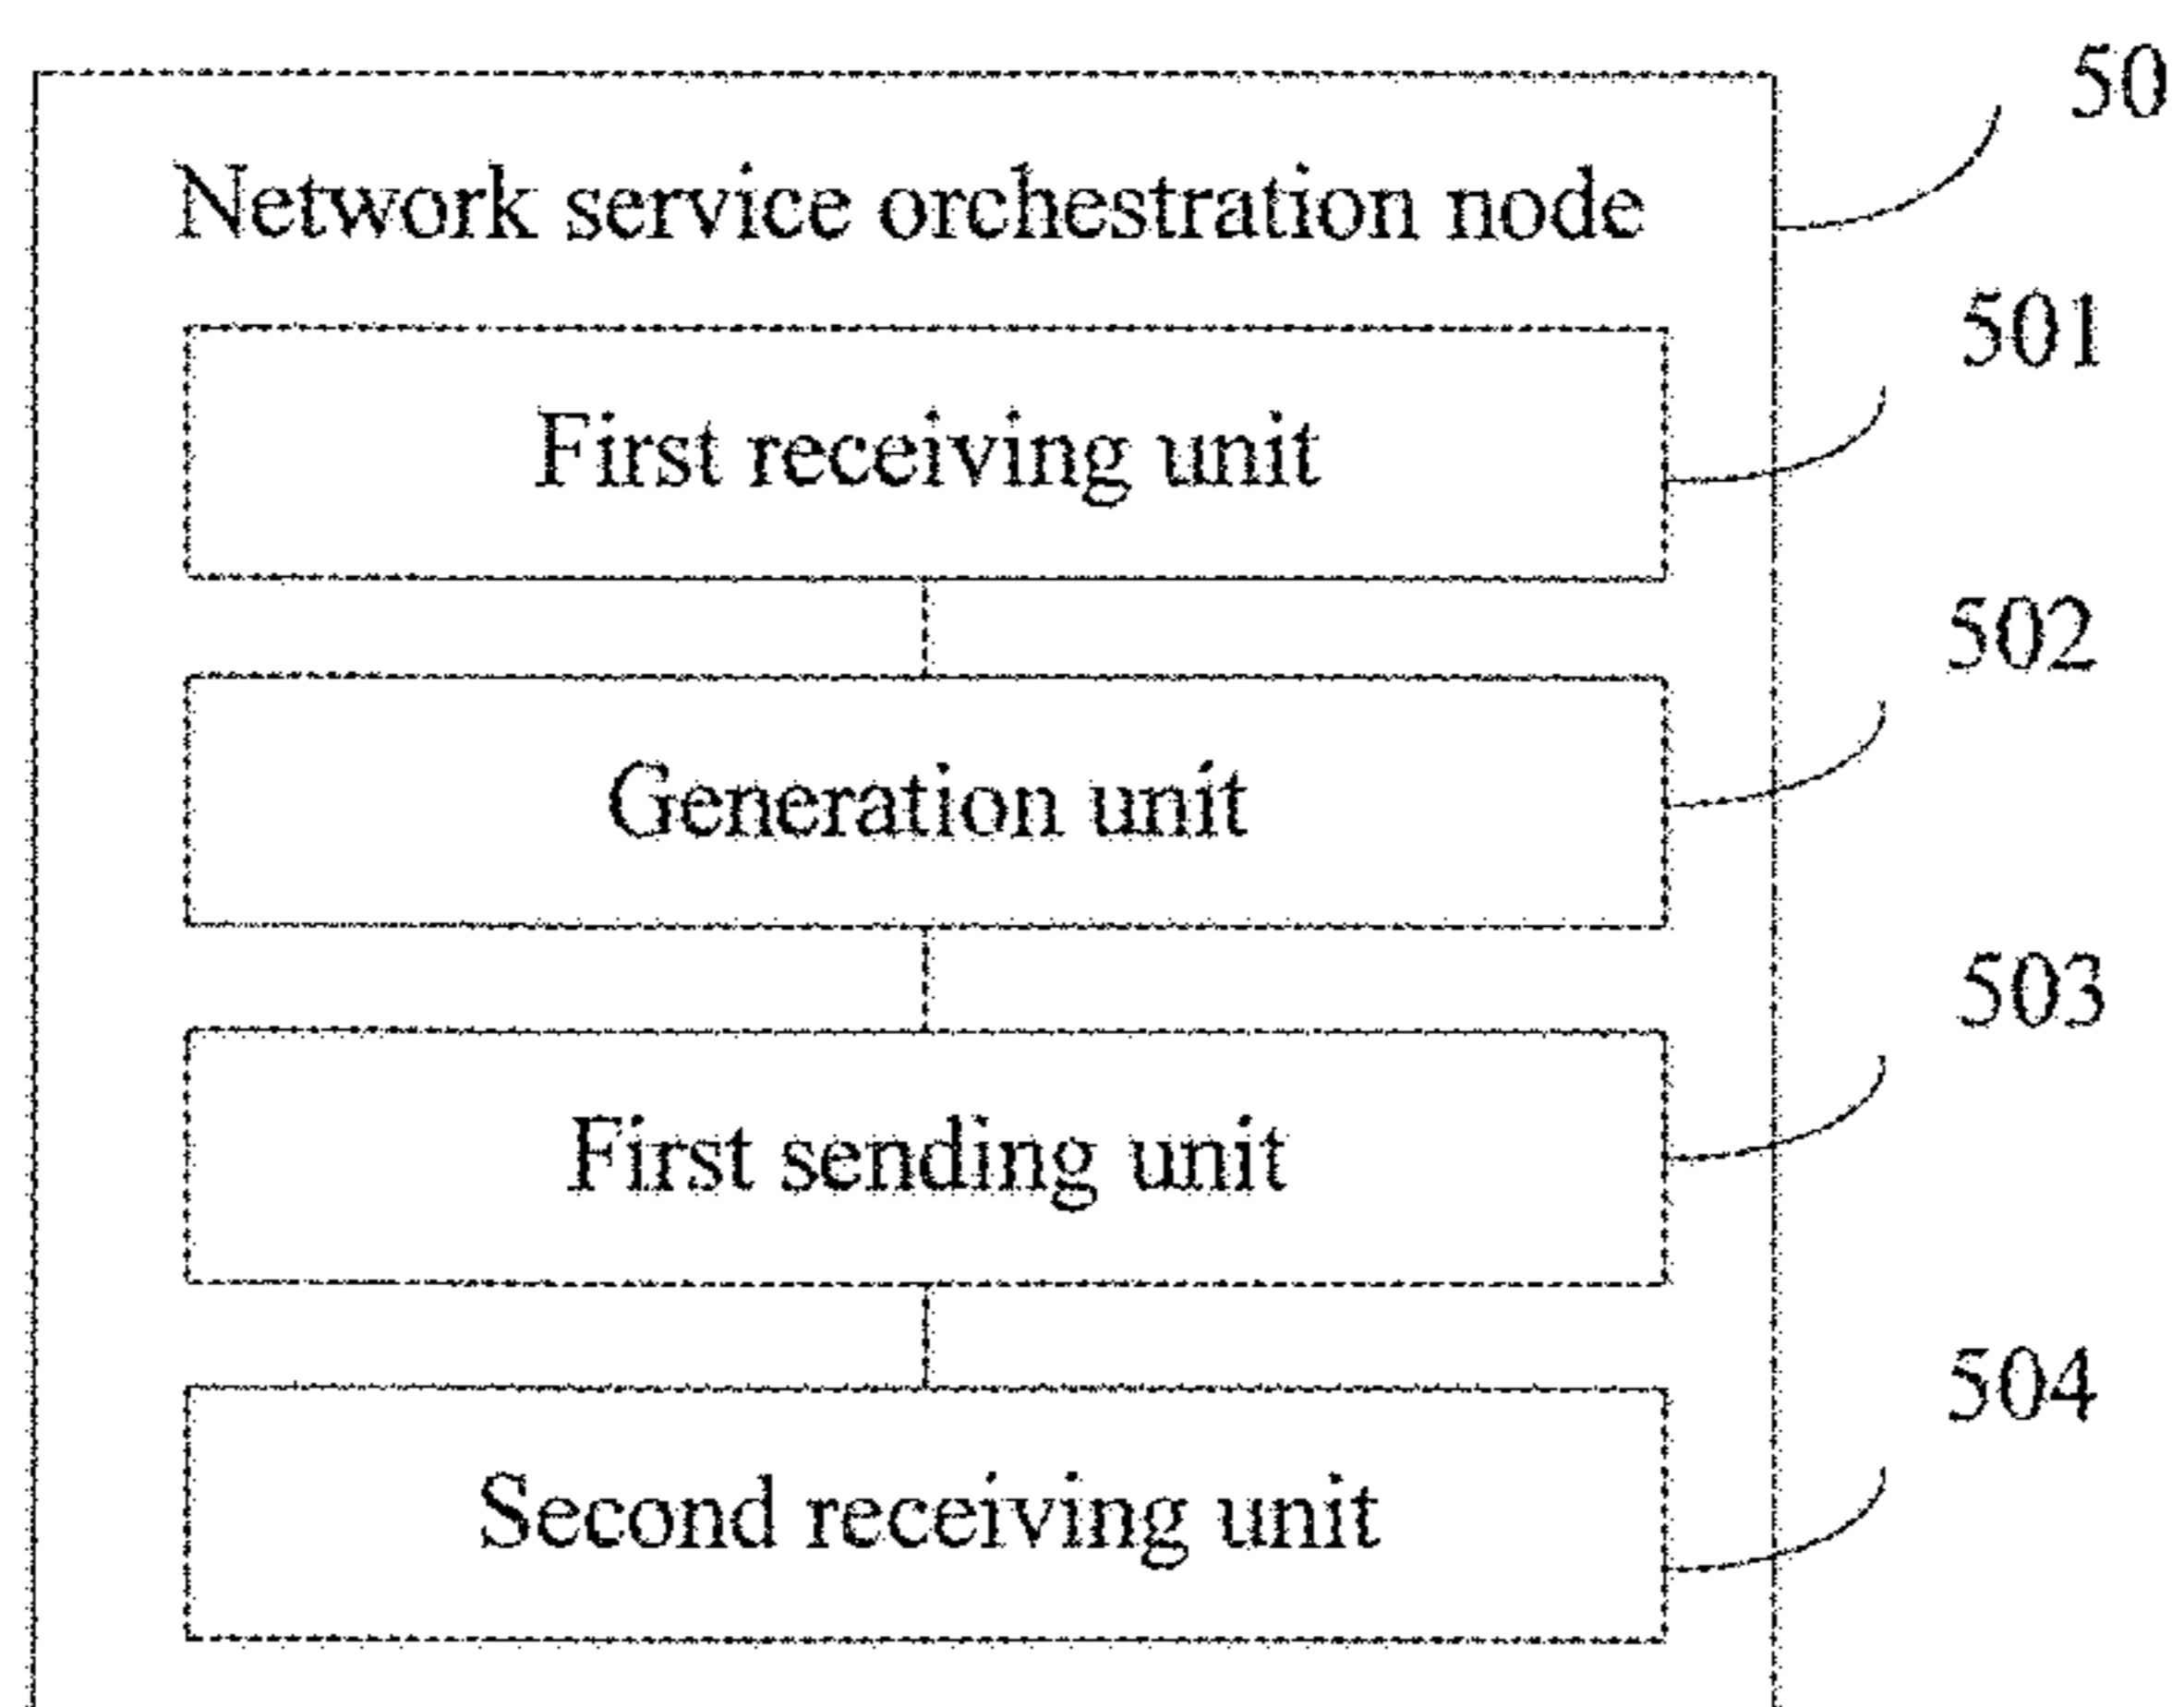 50
Network service orchestration node
501
First receiving unit
502
Generation unit
503
First sending unit
504
Second receiving unit